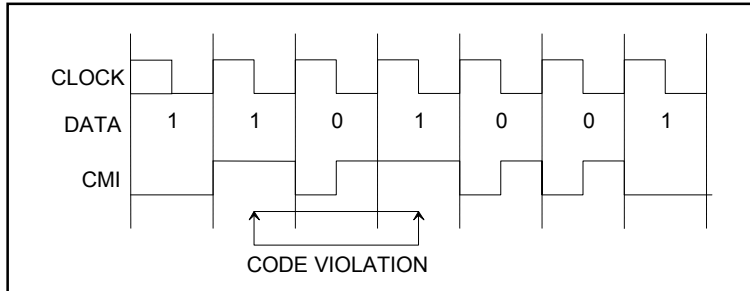 CLOCK
DATA 1 1 0 1 0 0 1
CMI
CODE VIOLATION